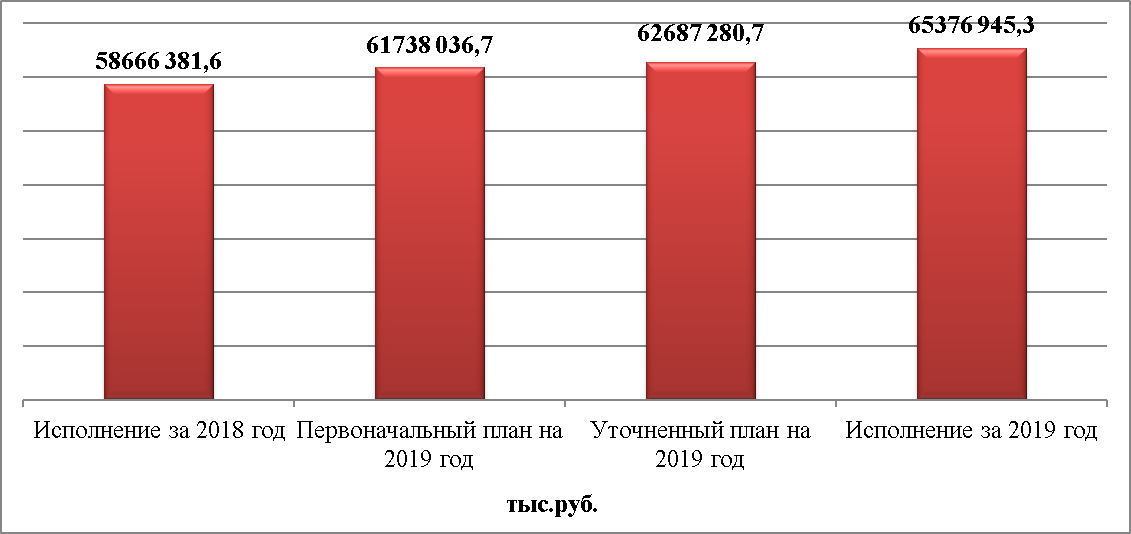 58666 381,6
61738 036,7
62687 280,7
65376 945,3
Исполнение за 2018 год
Первоначальный план на
2019 год
Уточненный план на
2019 год
Исполнение за 2019 год
тыс.руб.